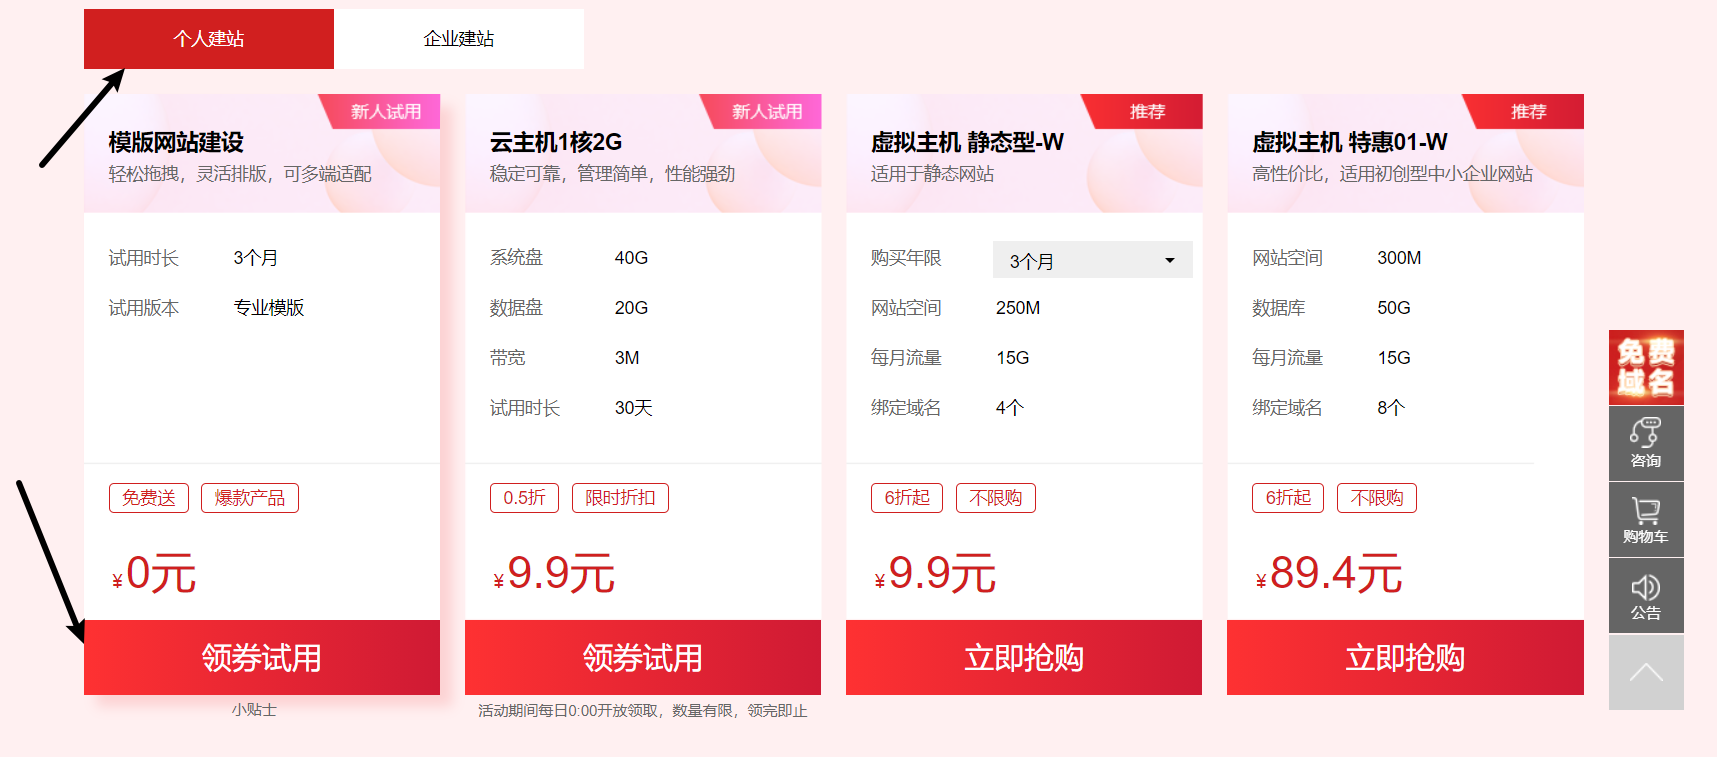 个人建站
企业建站
新人试用
模版网站建设
轻松拖拽，灵活排版，可多端适配
试用时长 3个月
试用版本 专业模版
免费送 爆款产品
¥0元
领券试用
小贴士
新人试用
云主机1核2G
稳定可靠，管理简单，性能强劲
系统盘 40G
数据盘 20G
带宽 3M
试用时长 30天
0.5折 限时折扣
¥9.9元
领券试用
活动期间每日0:00开放领取，数量有限，领完即止
推荐
虚拟主机 静态型-W
适用于静态网站
购买年限 3个月
网站空间 250M
每月流量 15G
绑定域名 4个
6折起 不限购
¥9.9元
立即抢购
推荐
虚拟主机 特惠01-W
高性价比，适用初创型中小企业网站
网站空间 300M
数据库 50G
每月流量 15G
绑定域名 8个
6折起 不限购
¥89.4元
立即抢购
免费
域名
咨询
购物车
公告